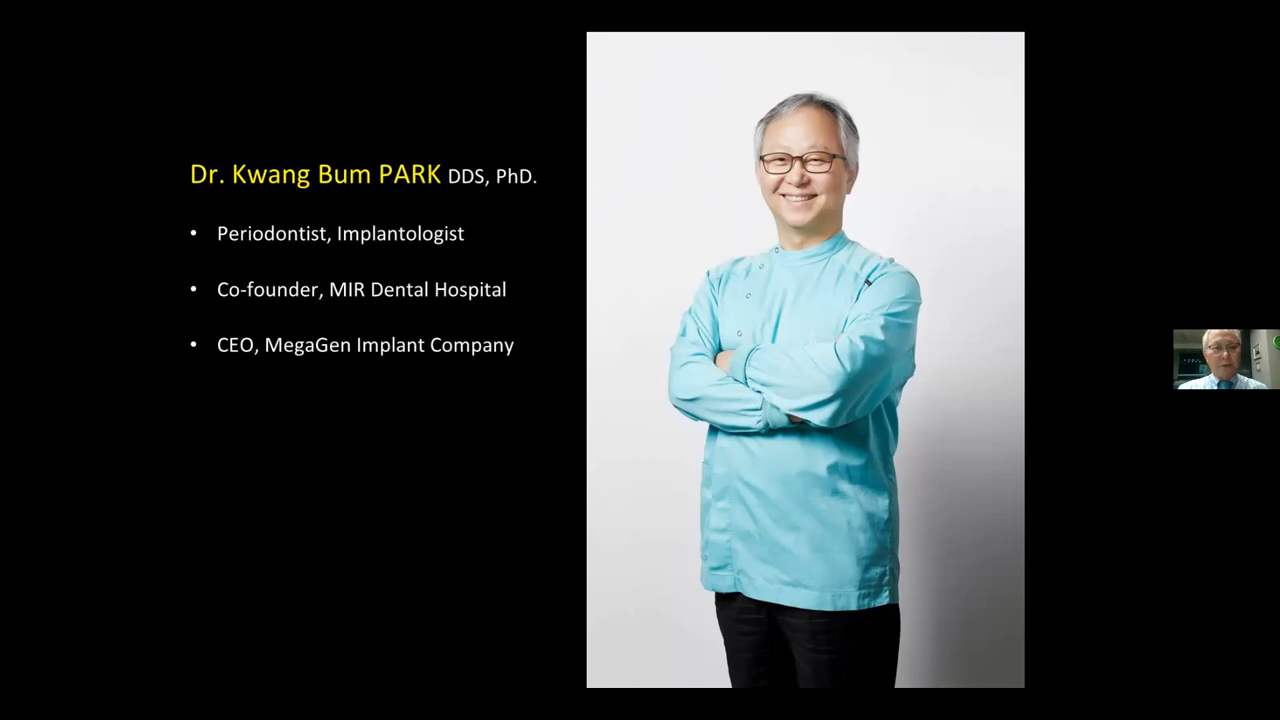 Dr. Kwang Bum PARK DDS, PhD.
• Periodontist, Implantologist
• Co-founder, MIR Dental Hospital
• CEO, MegaGen Implant Company